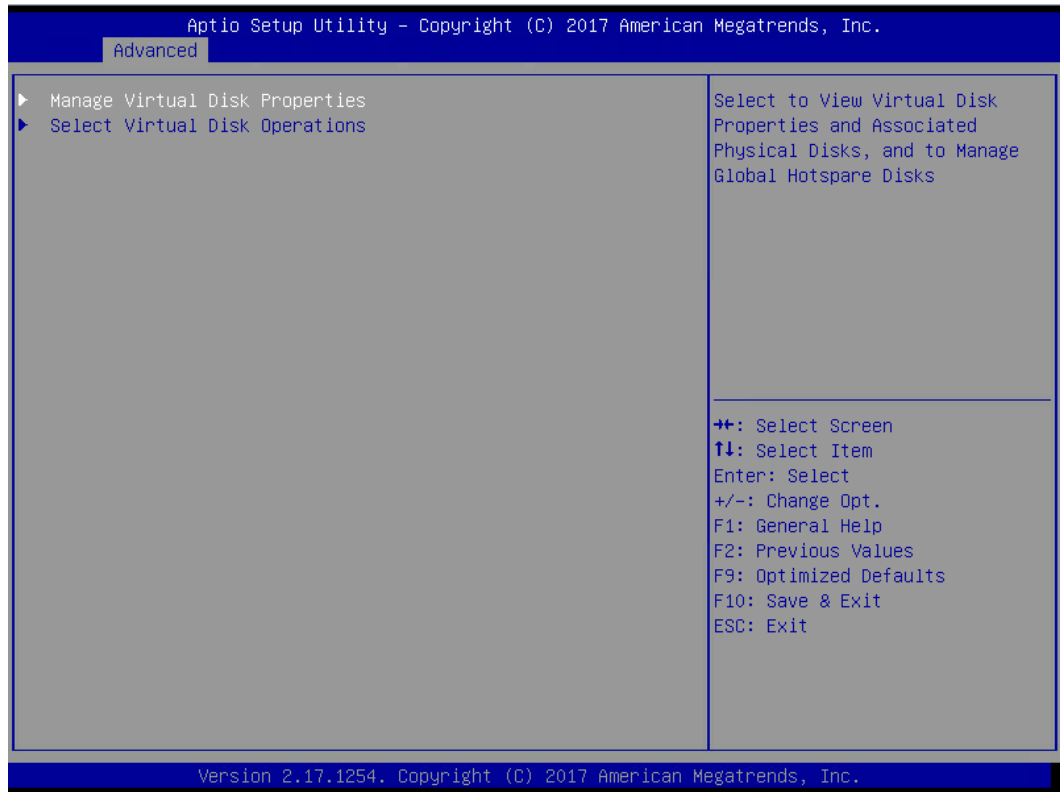 Aptio Setup Utility – Copyright (C) 2017 American Megatrends, Inc.
Advanced
▶ Manage Virtual Disk Properties
▶ Select Virtual Disk Operations
Select to View Virtual Disk
Properties and Associated
Physical Disks, and to Manage
Global Hotspare Disks
→←: Select Screen
↑↓: Select Item
Enter: Select
+/-: Change Opt.
F1: General Help
F2: Previous Values
F9: Optimized Defaults
F10: Save & Exit
ESC: Exit
Version 2.17.1254. Copyright (C) 2017 American Megatrends, Inc.